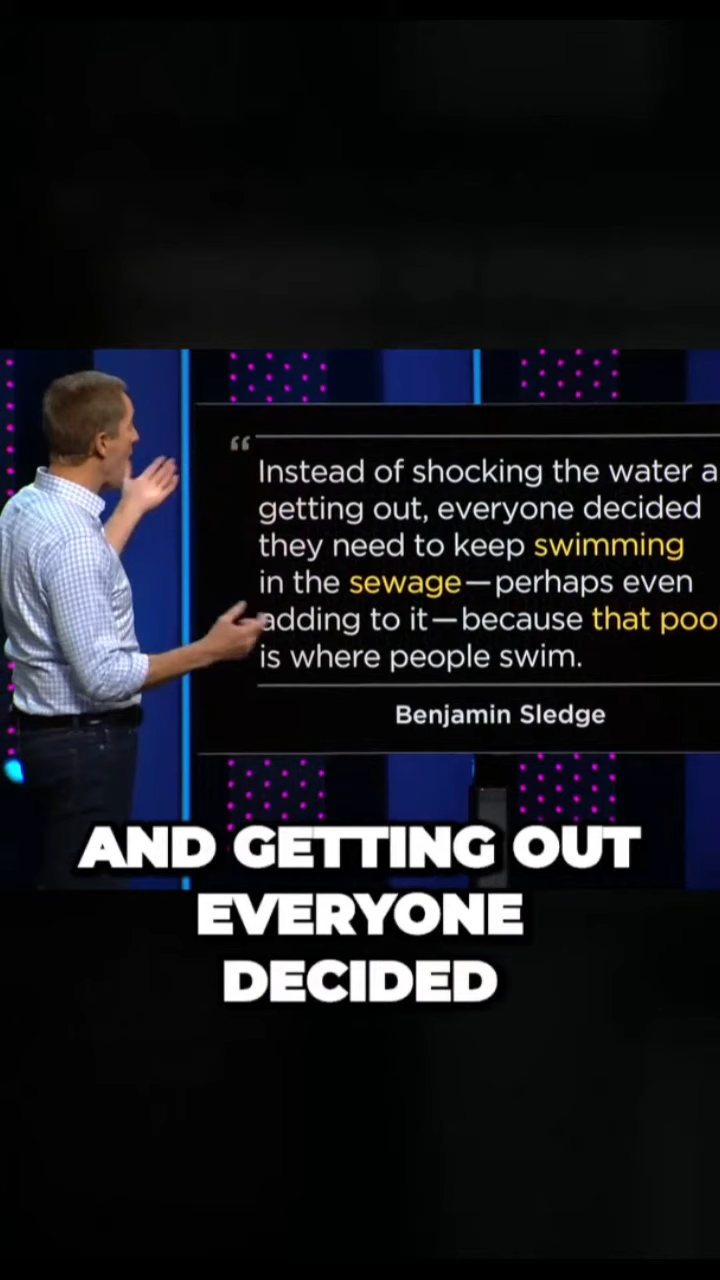 “
Instead of shocking the water a
getting out, everyone decided
they need to keep swimming
in the sewage—perhaps even
adding to it—because that poo
is where people swim.
Benjamin Sledge
AND GETTING OUT
EVERYONE
DECIDED